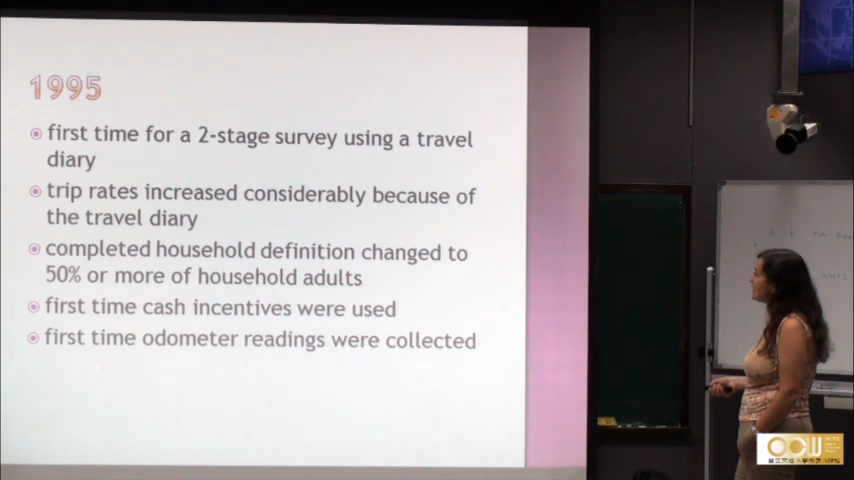 1995
first time for a 2-stage survey using a travel
diary
trip rates increased considerably because of
the travel diary
completed household definition changed to
50% or more of household adults
first time cash incentives were used
first time odometer readings were collected
OCW